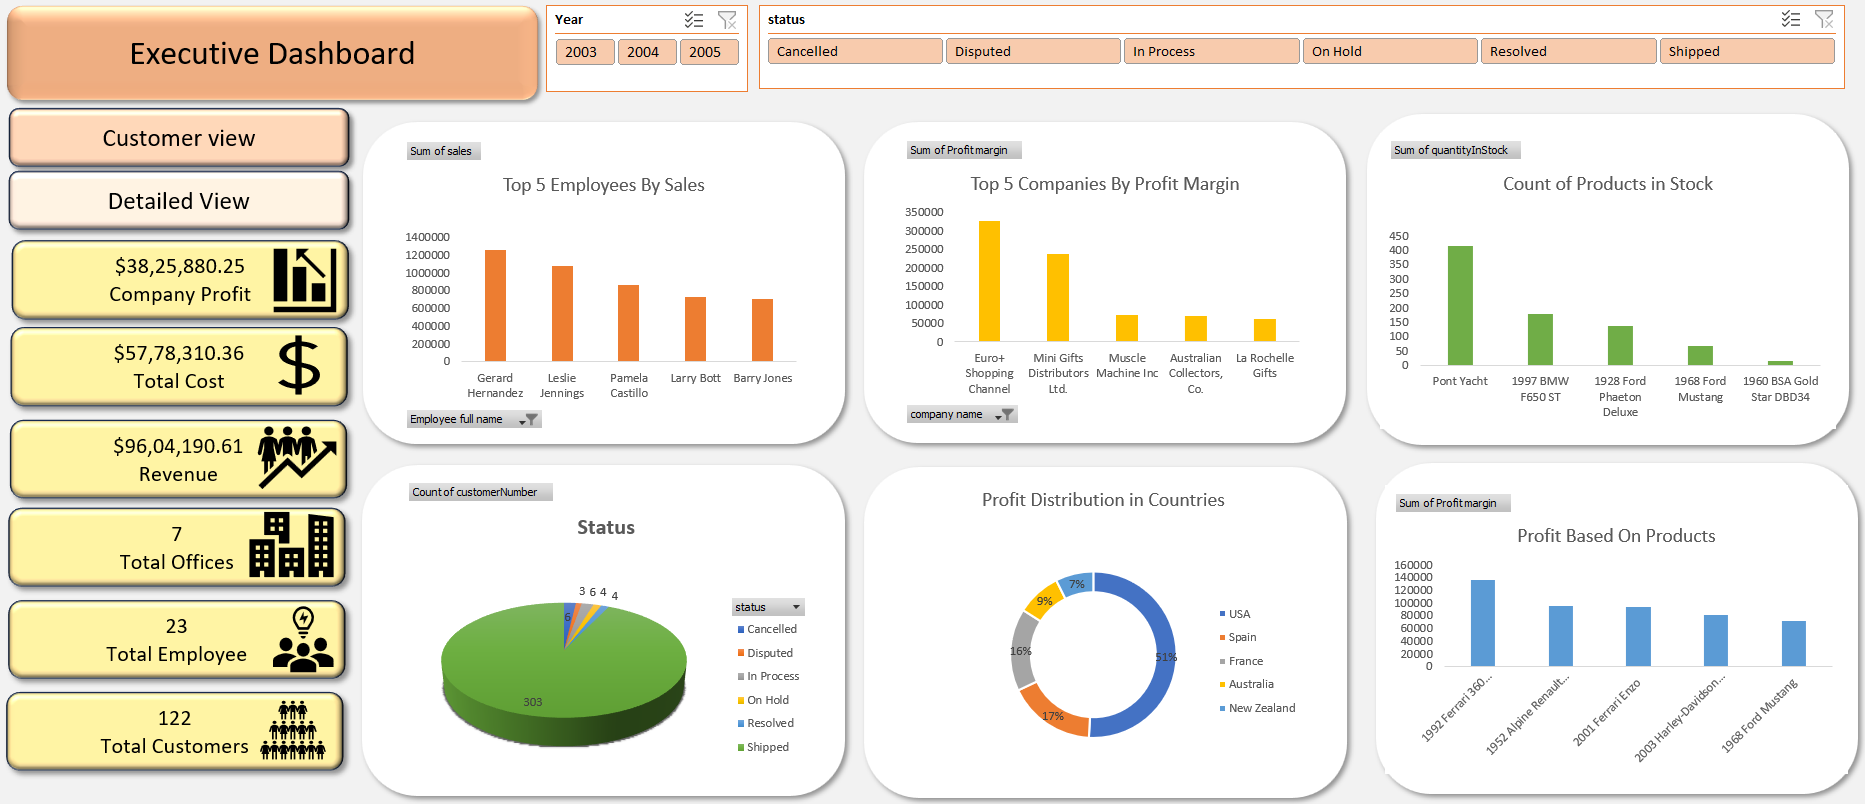 Executive Dashboard
Year
2003 2004 2005
status
Cancelled Disputed In Process On Hold Resolved Shipped
Customer view
Detailed View
$38,25,880.25
Company Profit
$57,78,310.36
Total Cost
$96,04,190.61
Revenue
7
Total Offices
23
Total Employee
122
Total Customers
Sum of sales
Top 5 Employees By Sales
1400000
1200000
1000000
800000
600000
400000
200000
0
Gerard Hernandez
Leslie Jennings
Pamela Castillo
Larry Bott
Barry Jones
Employee full name
Sum of Profit margin
Top 5 Companies By Profit Margin
350000
300000
250000
200000
150000
100000
50000
0
Euro+ Shopping Channel
Mini Gifts Distributors Ltd.
Muscle Machine Inc
Australian Collectors, Co.
La Rochelle Gifts
company name
Sum of quantityInStock
Count of Products in Stock
450
400
350
300
250
200
150
100
50
0
Pont Yacht
1997 BMW F650 ST
1928 Ford Phaeton Deluxe
1968 Ford Mustang
1960 BSA Gold Star DBD34
Count of customerNumber
Status
6 3 6 4 4
303
status
Cancelled
Disputed
In Process
On Hold
Resolved
Shipped
Profit Distribution in Countries
7%
9%
16%
17%
51%
USA
Spain
France
Australia
New Zealand
Sum of Profit margin
Profit Based On Products
160000
140000
120000
100000
80000
60000
40000
20000
0
1992 Ferrari 360...
1952 Alpine Renault...
2001 Ferrari Enzo
2003 Harley-Davidson...
1968 Ford Mustang